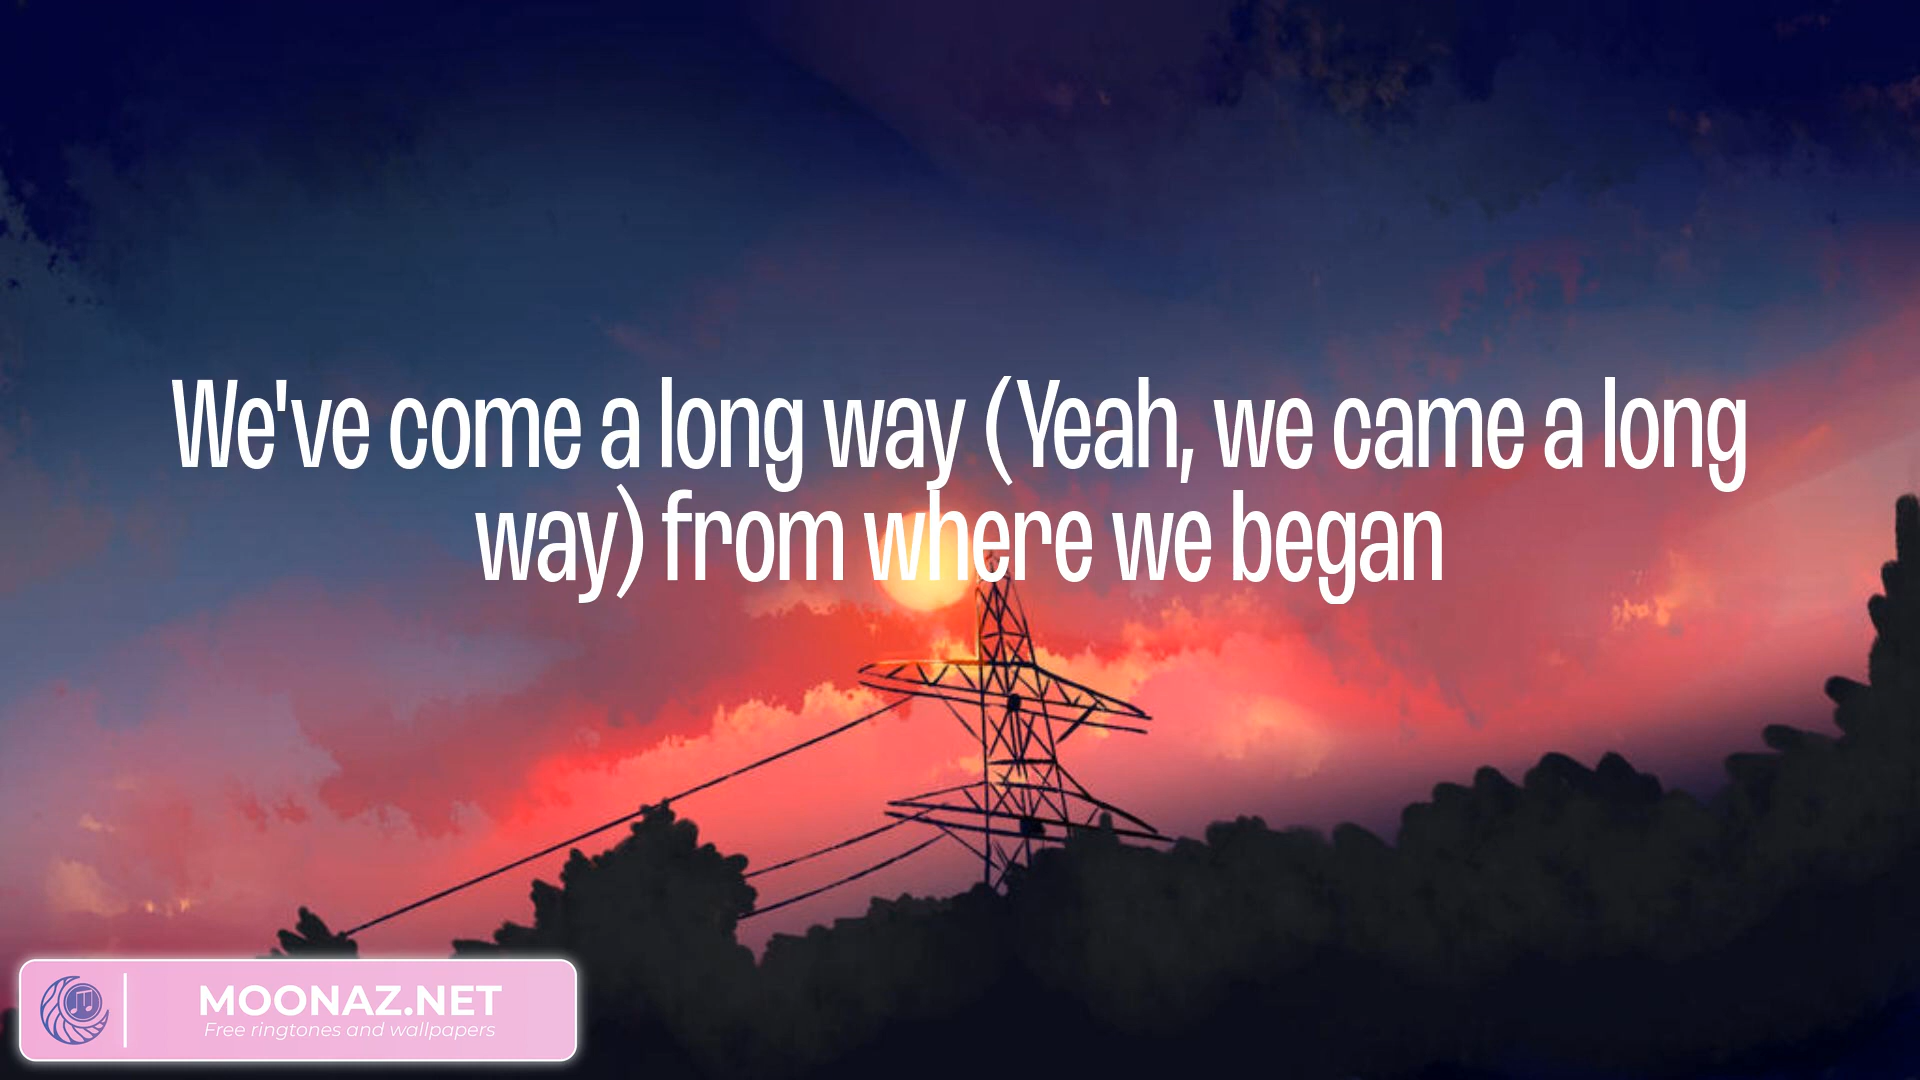 We've come a long way (Yeah, we came a long
way) from where we began
MOONAZ.NET
Free ringtones and wallpapers